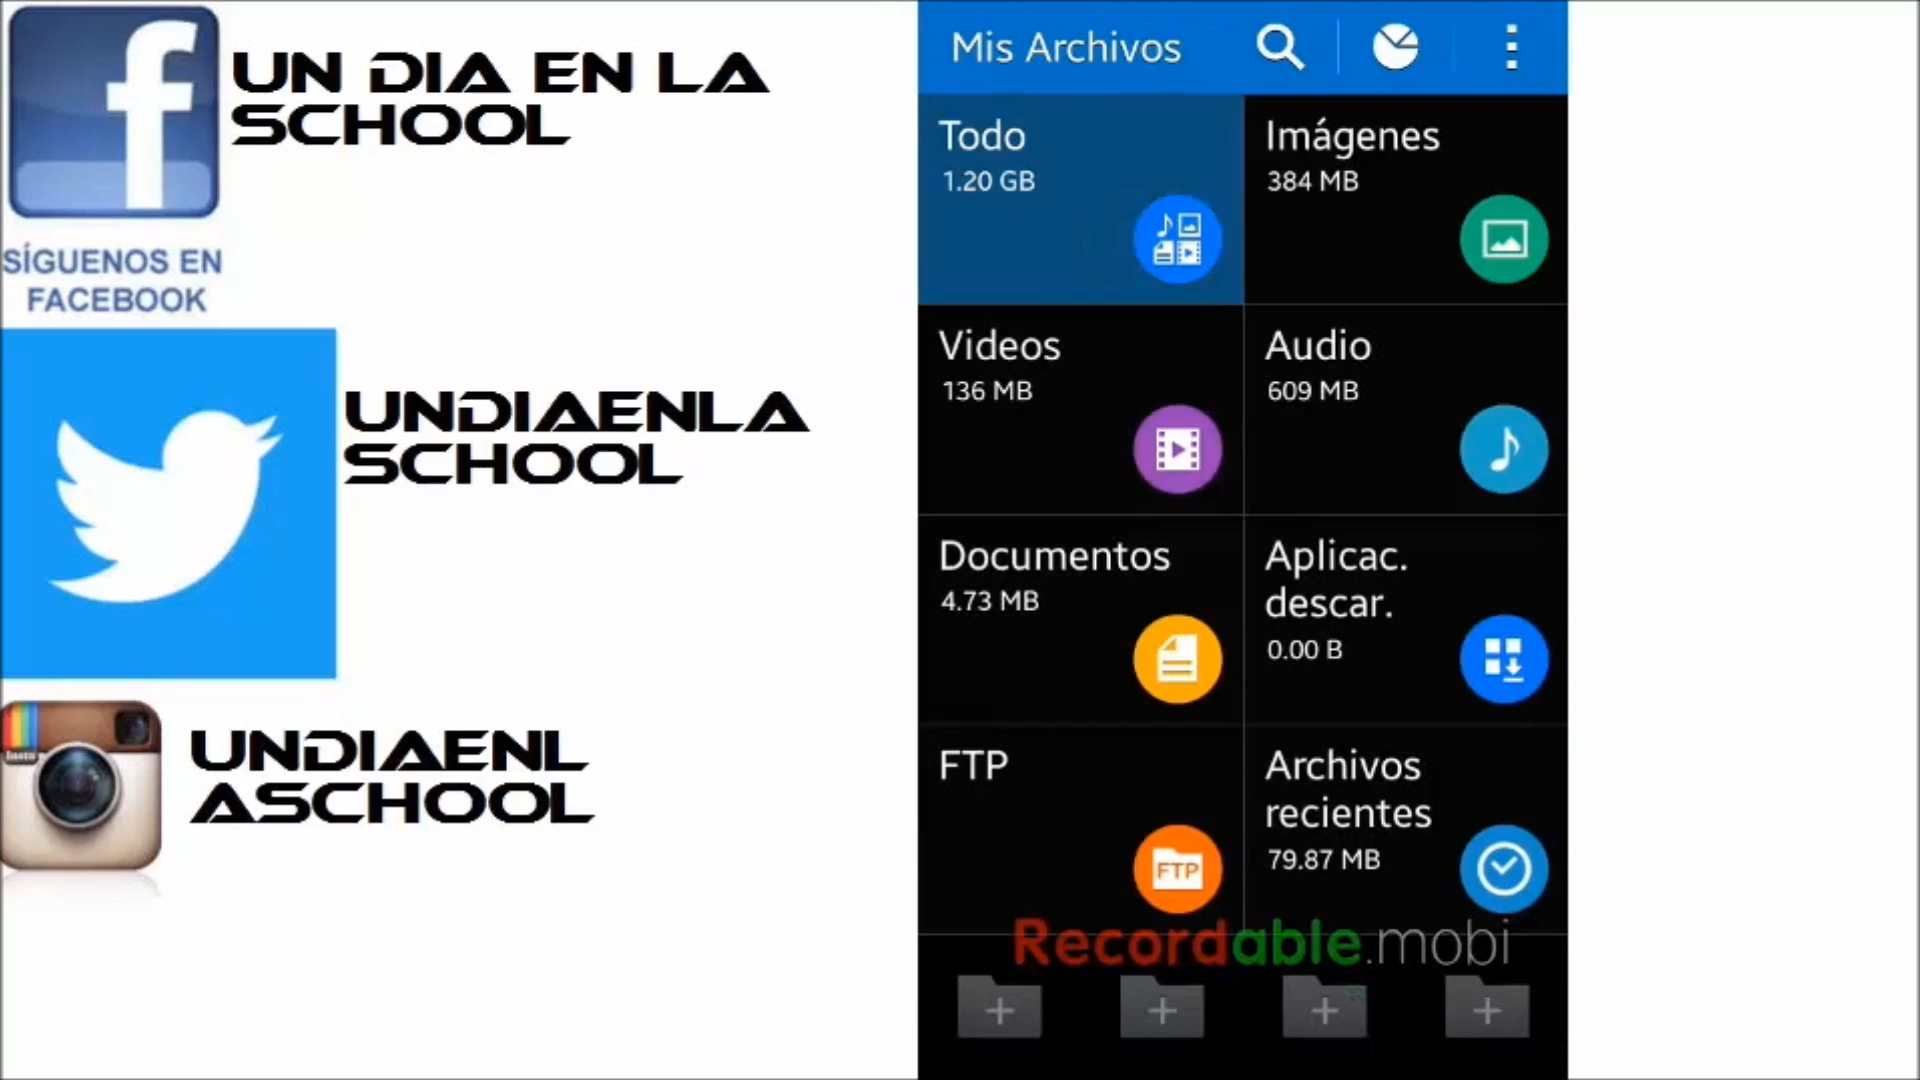 UN DIA EN LA
SCHOOL
SÍGUENOS EN
FACEBOOK
UNDIAENLA
SCHOOL
Insta
UNDIAENL
ASCHOOL
Mis Archivos
Todo
1.20 GB
Imágenes
384 MB
Videos
136 MB
Audio
609 MB
Documentos
4.73 MB
Aplicac.
descar.
0.00 B
FTP
FTP
Archivos
recientes
79.87 MB
Recordable.mobi